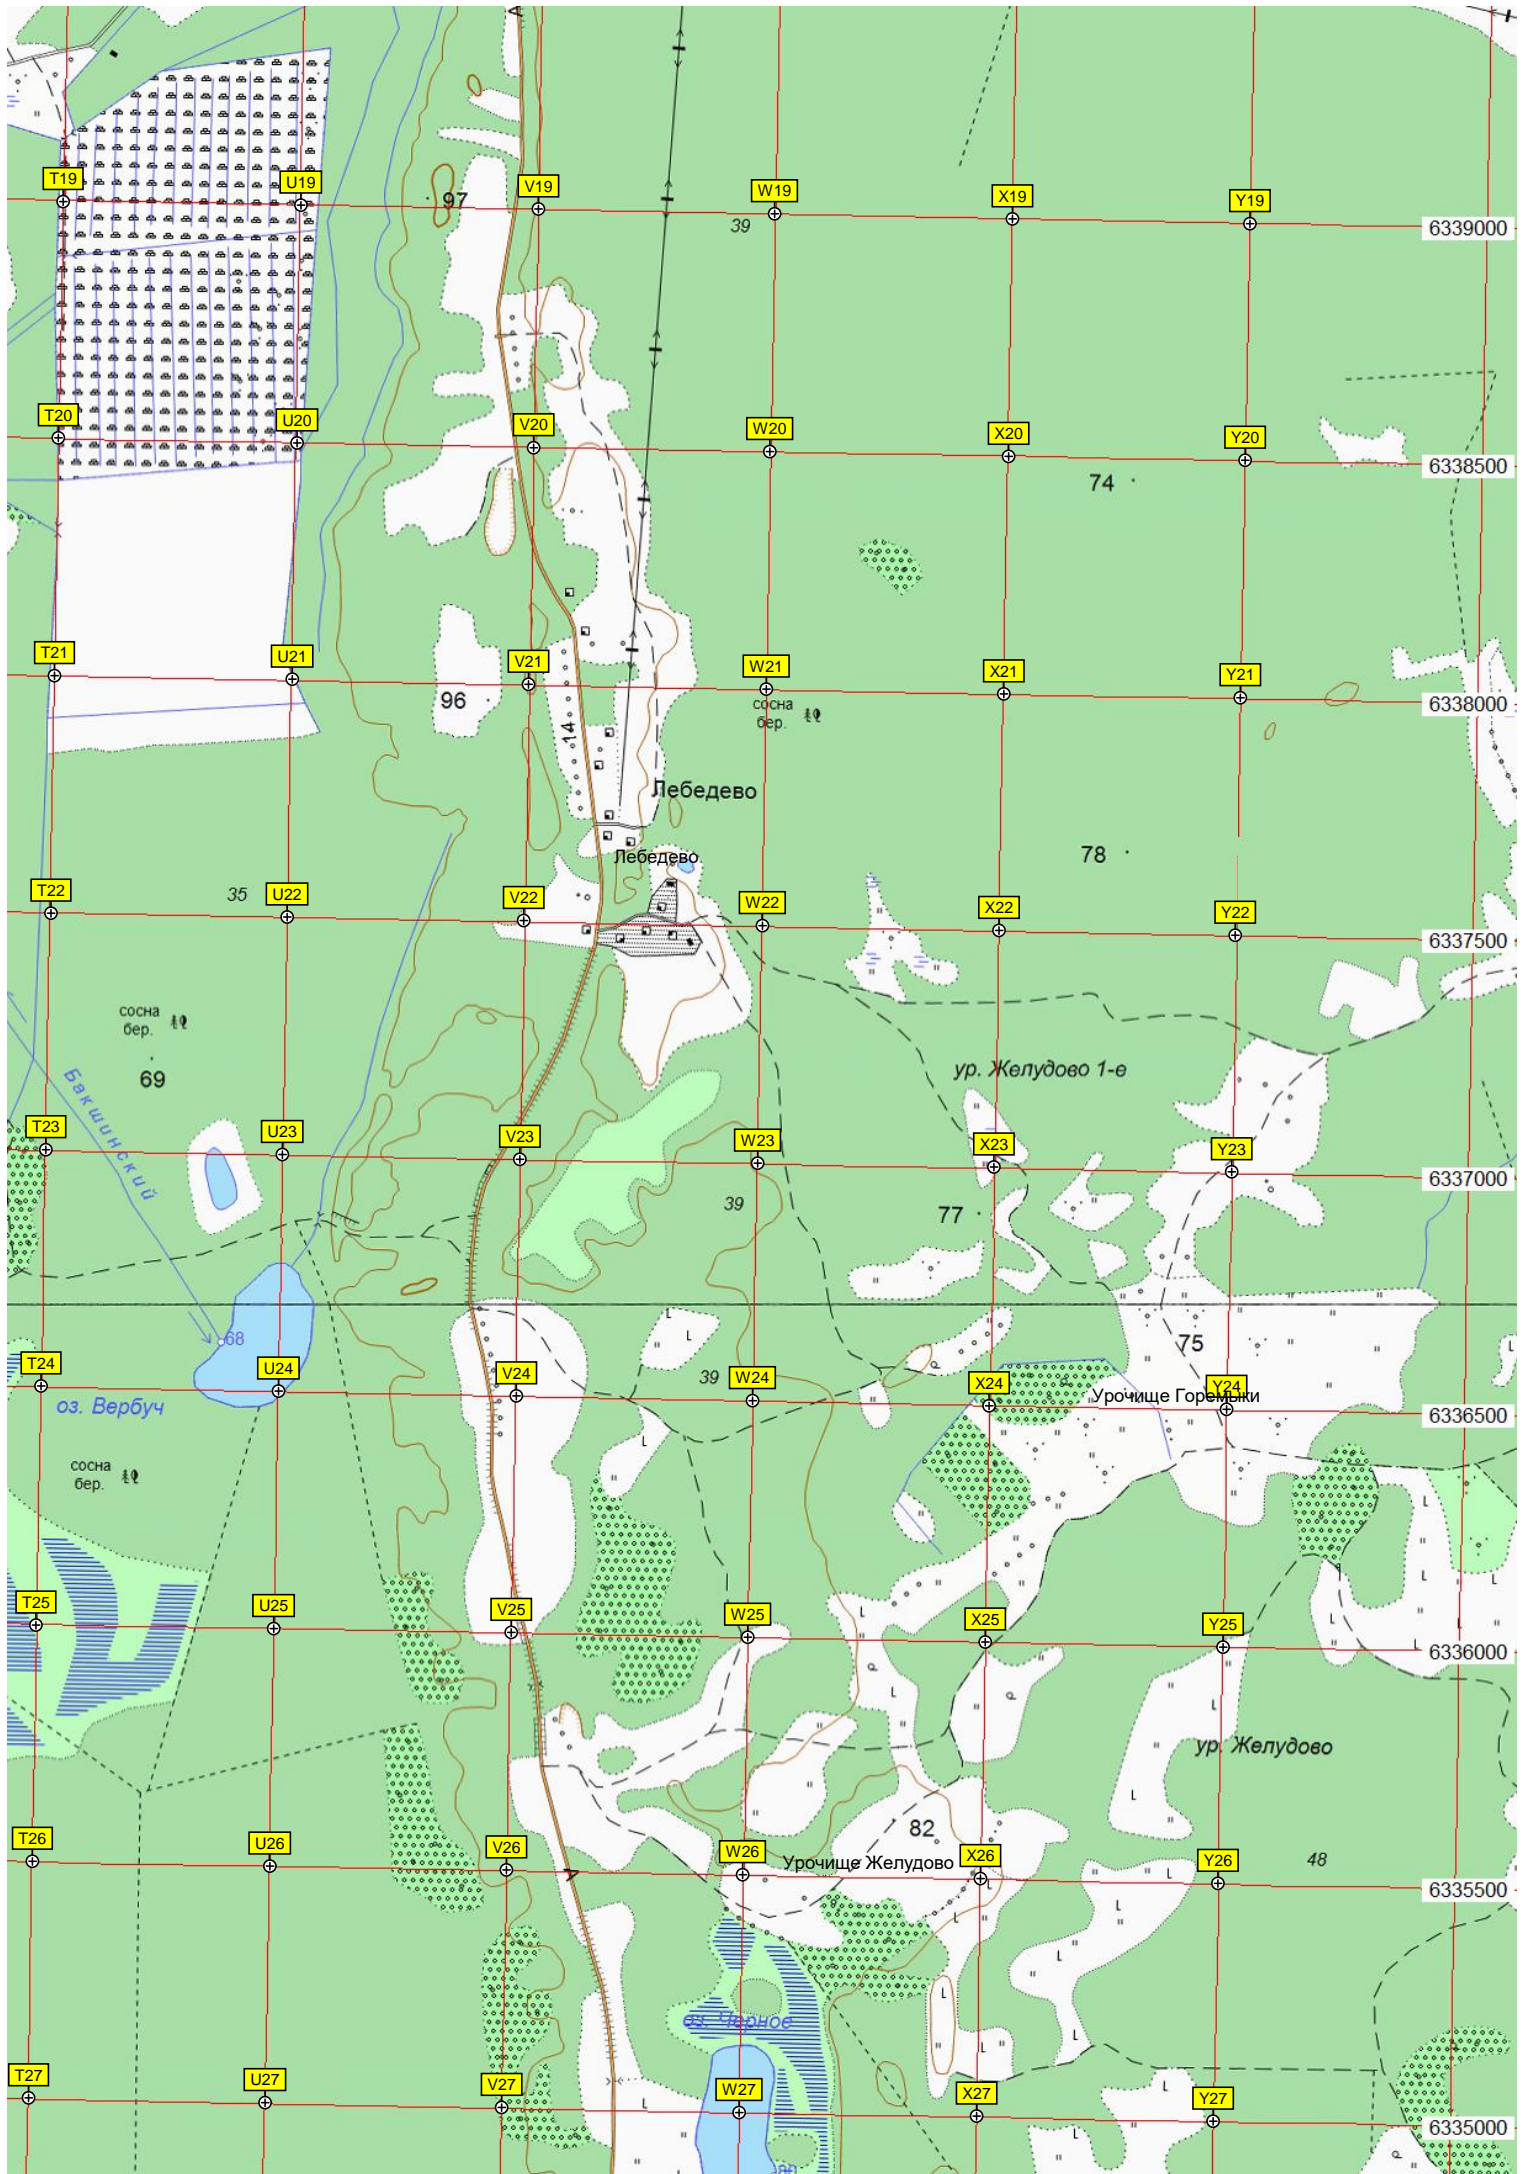 T19
U19
97
V19
W19
39
X19
Y19
6339000
T20
U20
V20
W20
X20
Y20
6338500
74
T21
U21
V21
W21
X21
Y21
96
14
сосна
бер.
6338000
Лебедево
78
Лебедево
T22
35
U22
V22
W22
X22
Y22
6337500
сосна
бер.
69
Бакшинский
ур. Желудово 1-е
T23
U23
V23
W23
X23
Y23
39
77
6337000
68
75
T24
U24
V24
39
W24
X24
Урочище Горемыки
Y24
оз. Вербуч
6336500
сосна
бер.
T25
U25
V25
W25
X25
Y25
6336000
ур. Желудово
82
T26
U26
V26
W26
Урочище Желудово
X26
Y26
48
6335500
А
оз. Черное
T27
U27
V27
W27
X27
Y27
6335000
80